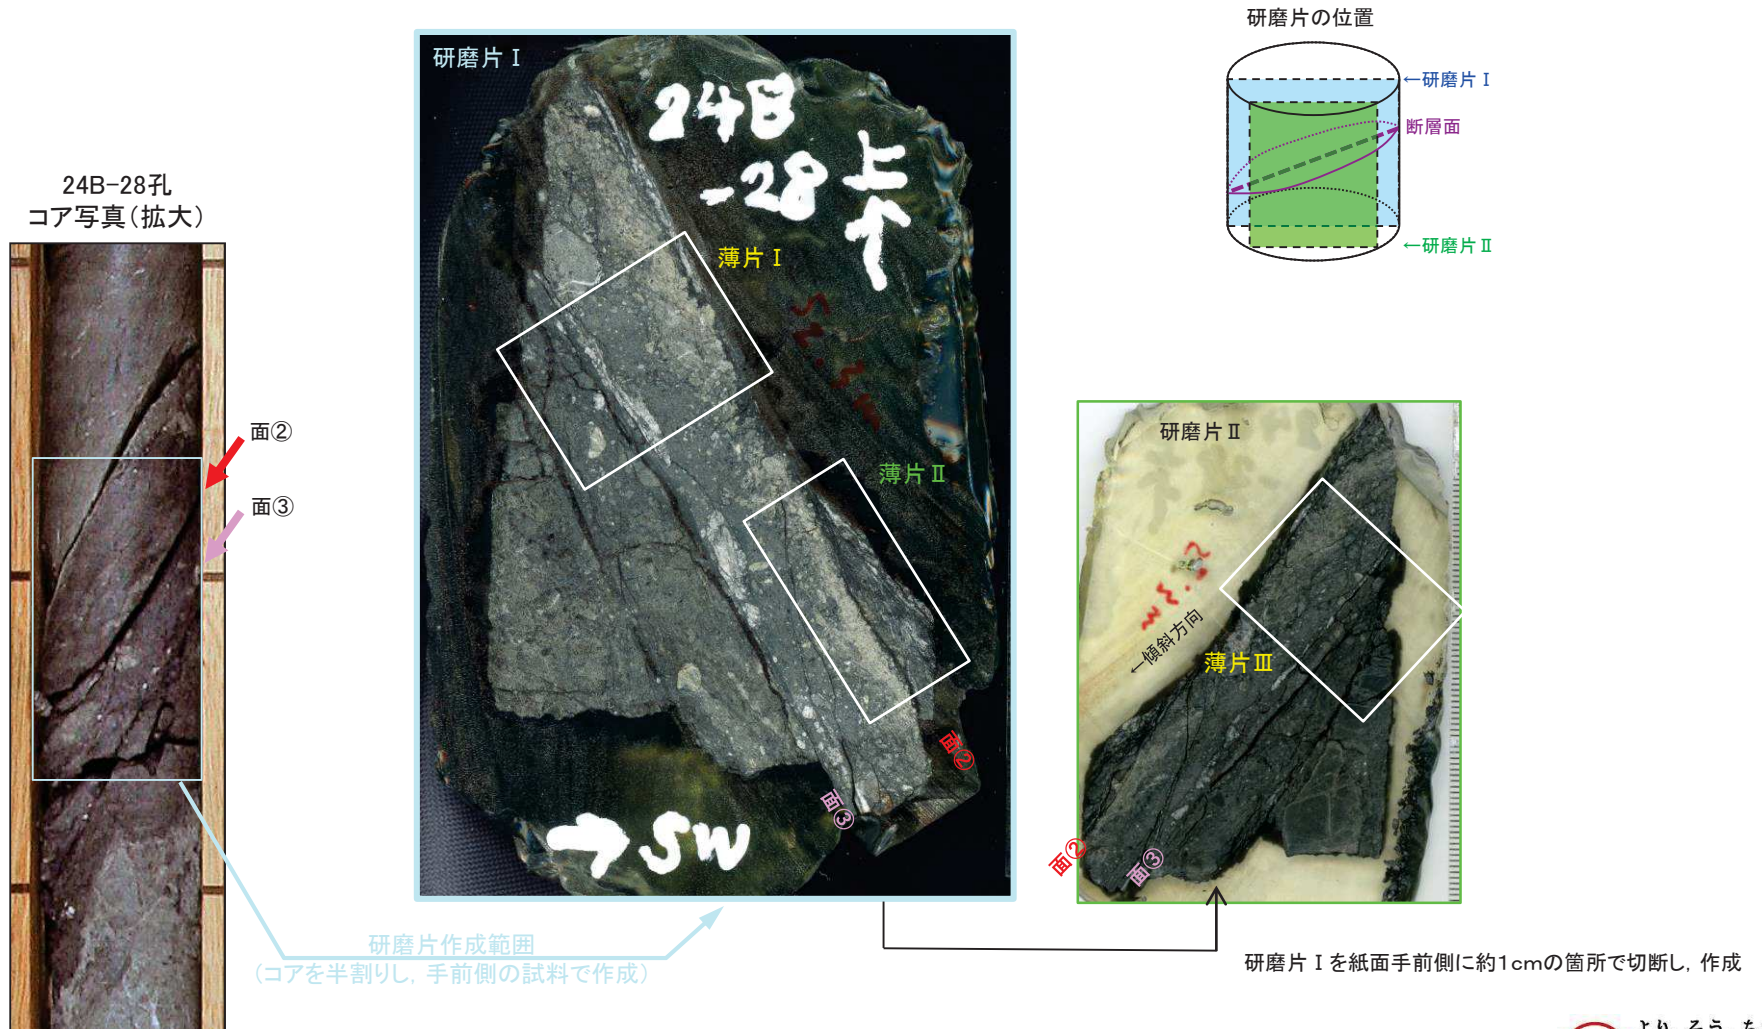 研磨片の位置
←研磨片Ⅰ
断層面
←研磨片Ⅱ
24B-28孔
コア写真(拡大)
面②
面③
研磨片Ⅰ
24B
-28
上
薄片Ⅰ
薄片Ⅱ
面②
面③
→SW
研磨片Ⅱ
←傾斜方向
薄片Ⅲ
面②
面③
研磨片作成範囲
(コアを半割りし,手前側の試料で作成)
研磨片Ⅰを紙面手前側に約1cmの箇所で切断し,作成